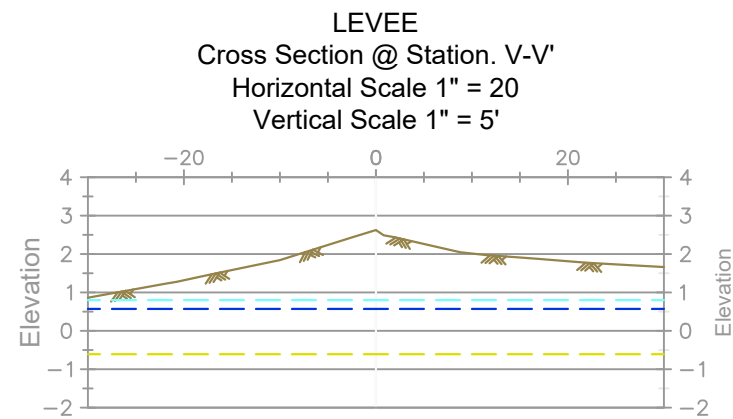 LEVEE
Cross Section @ Station. V-V'
Horizontal Scale 1" = 20
Vertical Scale 1" = 5'
−20 0 20
4 4
3 3
2 2
1 1
0 0
−1 −1
−2 −2
Elevation
Elevation